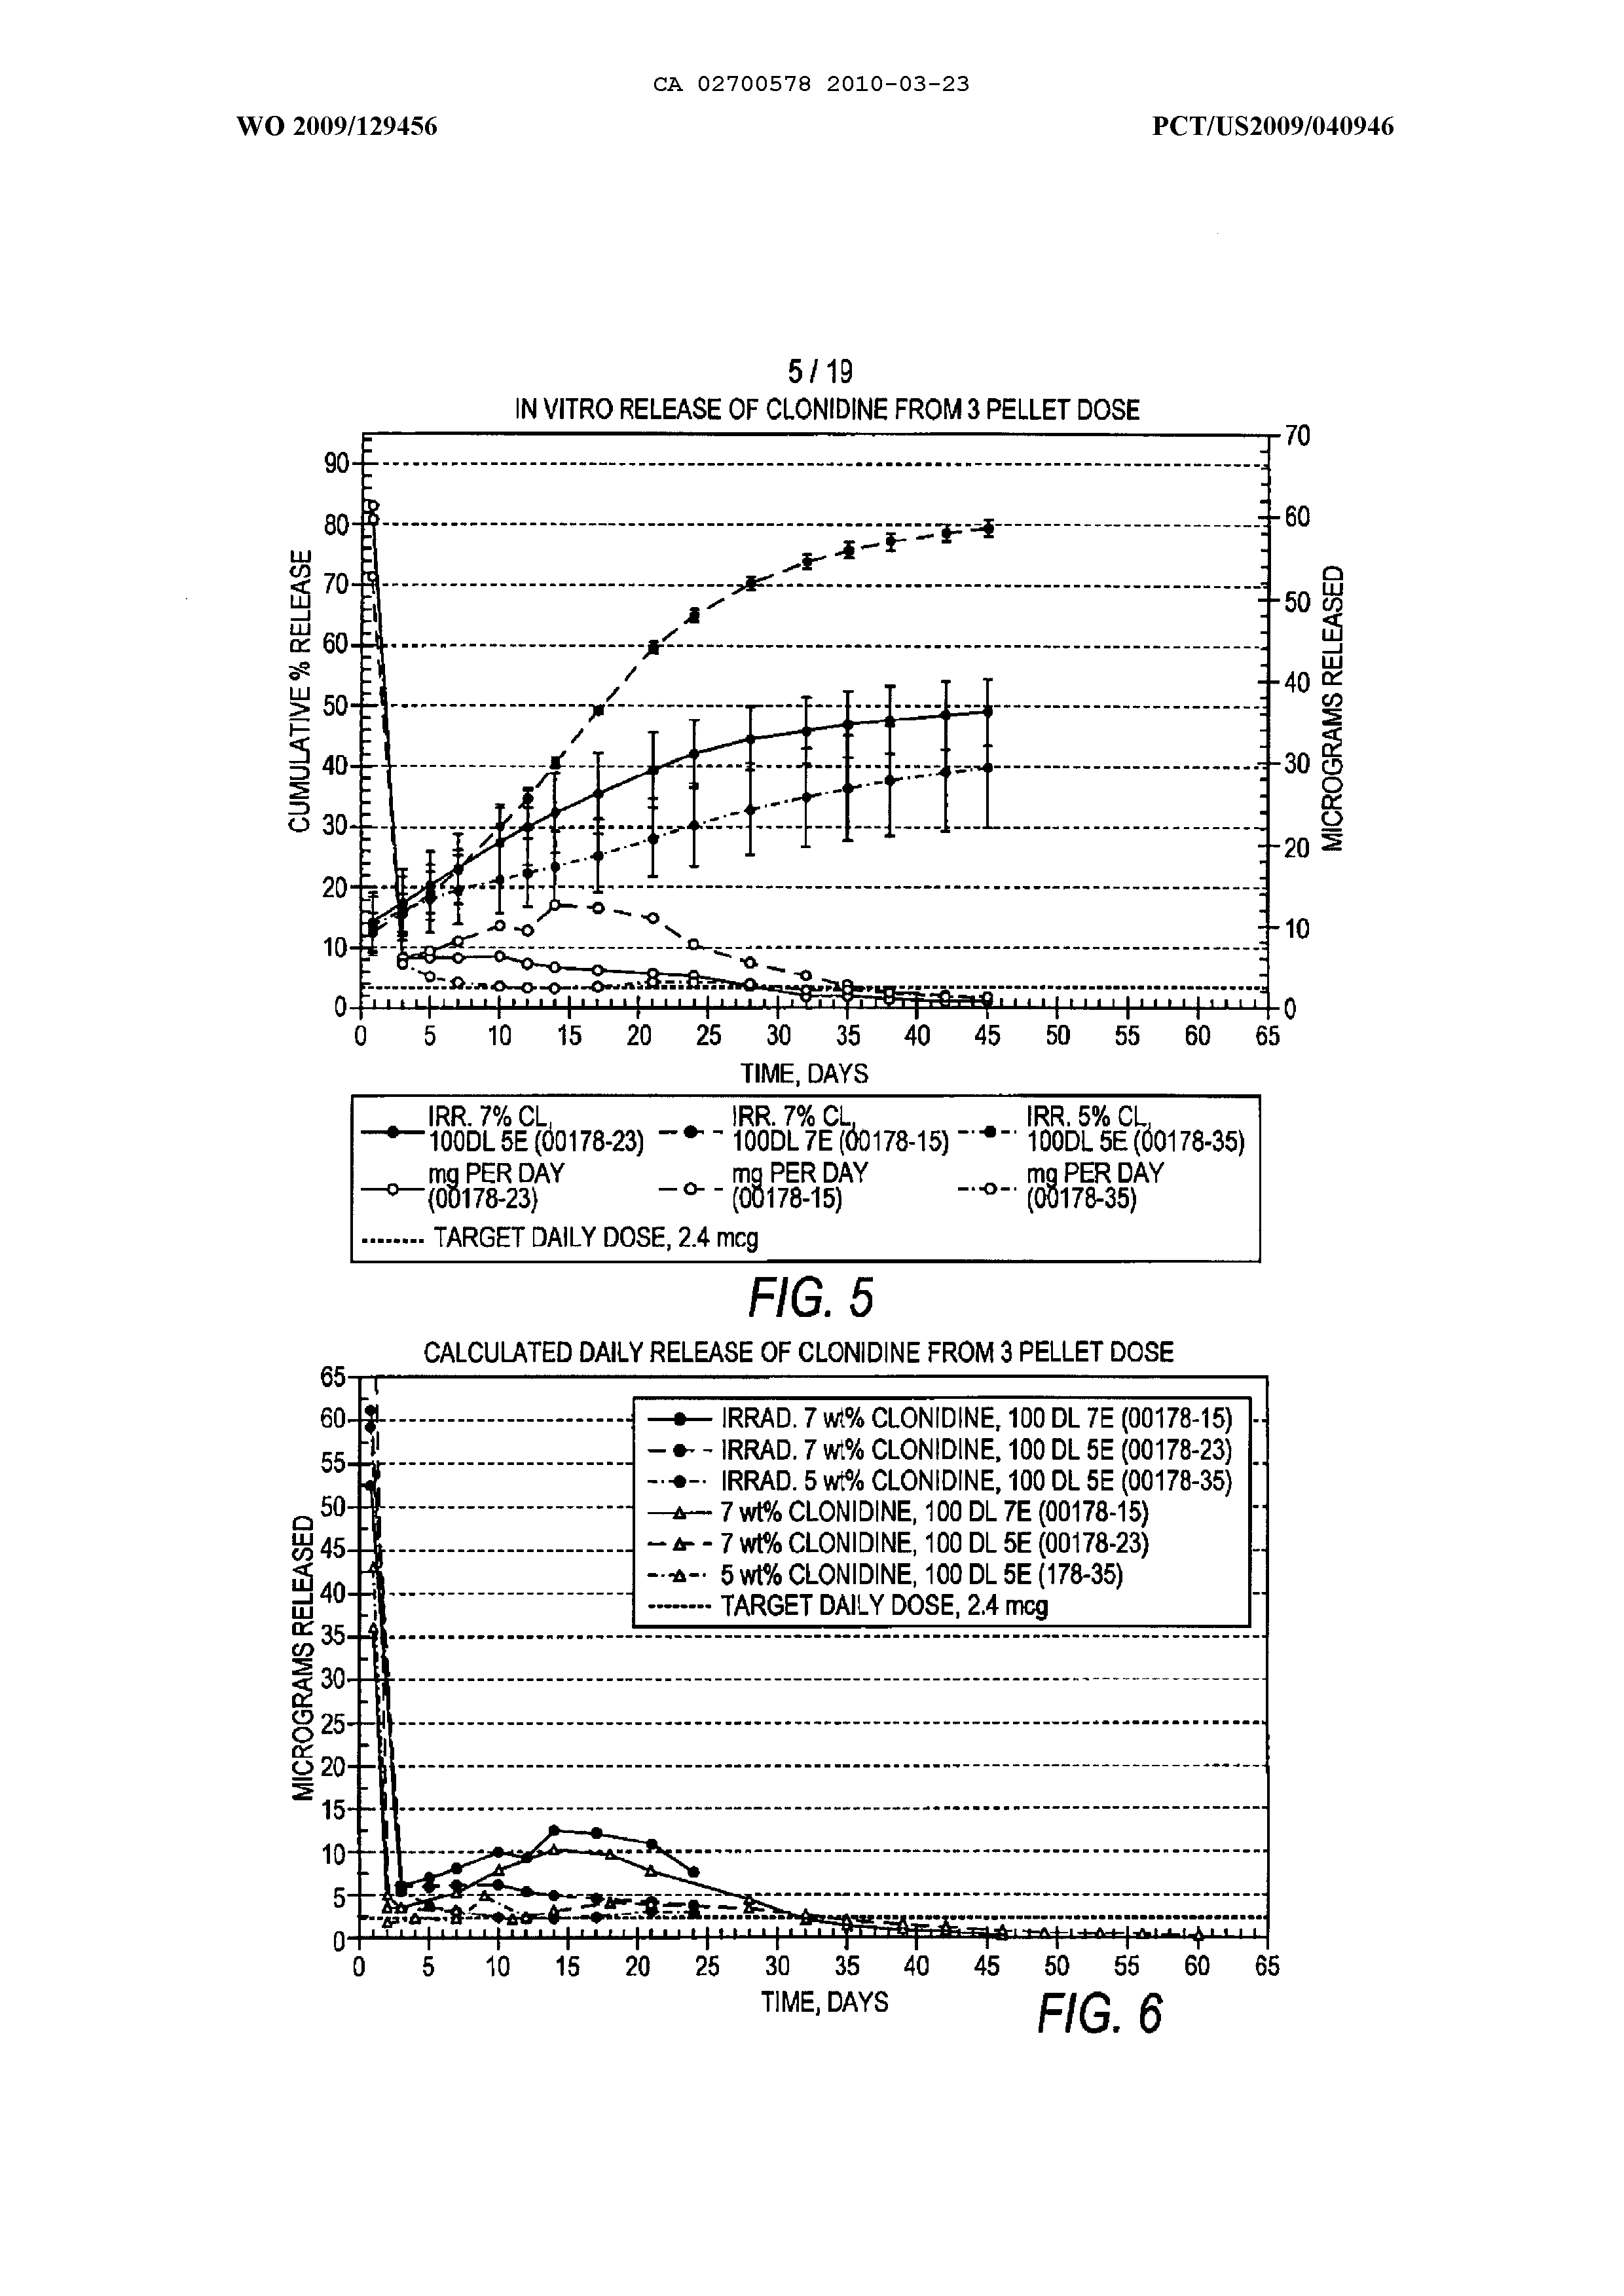 CA 02700578 2010-03-23
WO 2009/129456
PCT/US2009/040946
5 / 19
IN VITRO RELEASE OF CLONIDINE FROM 3 PELLET DOSE
CUMULATIVE % RELEASE
90
80
70
60
50
40
30
20
10
0
70
60
50
40
30
20
10
0
MICROGRAMS RELEASED
0 5 10 15 20 25 30 35 40 45 50 55 60 65
TIME, DAYS
IRR. 7% CL,
100DL 5E (00178-23)
IRR. 7% CL,
100DL 7E (00178-15)
IRR. 5% CL,
100DL 5E (00178-35)
mg PER DAY
(00178-23)
mg PER DAY
(00178-15)
mg PER DAY
(00178-35)
TARGET DAILY DOSE, 2.4 mcg
FIG. 5
CALCULATED DAILY RELEASE OF CLONIDINE FROM 3 PELLET DOSE
MICROGRAMS RELEASED
65
60
55
50
45
40
35
30
25
20
15
10
5
0
IRRAD. 7 wt% CLONIDINE, 100 DL 7E (00178-15)
IRRAD. 7 wt% CLONIDINE, 100 DL 5E (00178-23)
IRRAD. 5 wt% CLONIDINE, 100 DL 5E (00178-35)
7 wt% CLONIDINE, 100 DL 7E (00178-15)
7 wt% CLONIDINE, 100 DL 5E (00178-23)
5 wt% CLONIDINE, 100 DL 5E (178-35)
TARGET DAILY DOSE, 2.4 mcg
0 5 10 15 20 25 30 35 40 45 50 55 60 65
TIME, DAYS
FIG. 6